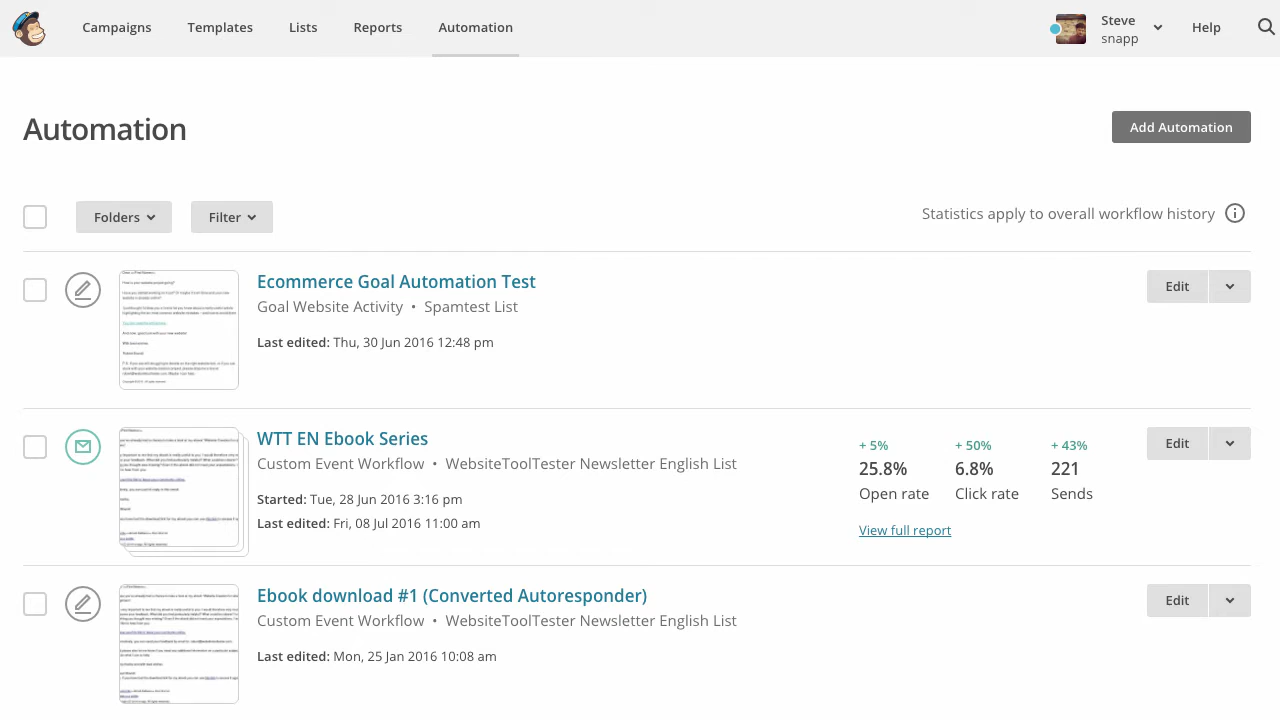 Campaigns Templates Lists Reports Automation
Steve
snapp
Help
Automation
Add Automation
Folders
Filter
Statistics apply to overall workflow history
Ecommerce Goal Automation Test
Goal Website Activity • Spamtest List
Last edited: Thu, 30 Jun 2016 12:48 pm
Edit
WTT EN Ebook Series
Custom Event Workflow • WebsiteToolTester Newsletter English List
Started: Tue, 28 Jun 2016 3:16 pm
Last edited: Fri, 08 Jul 2016 11:00 am
+ 5% + 50% + 43%
25.8% 6.8% 221
Open rate Click rate Sends
View full report
Edit
Ebook download #1 (Converted Autoresponder)
Custom Event Workflow • WebsiteToolTester Newsletter English List
Last edited: Mon, 25 Jan 2016 10:08 am
Edit